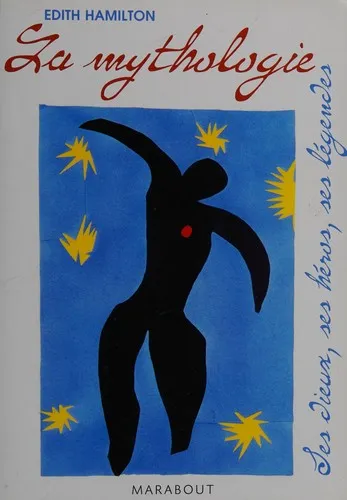 EDITH HAMILTON
La mythologie
Ses dieux, ses héros, ses légendes
MARABOUT